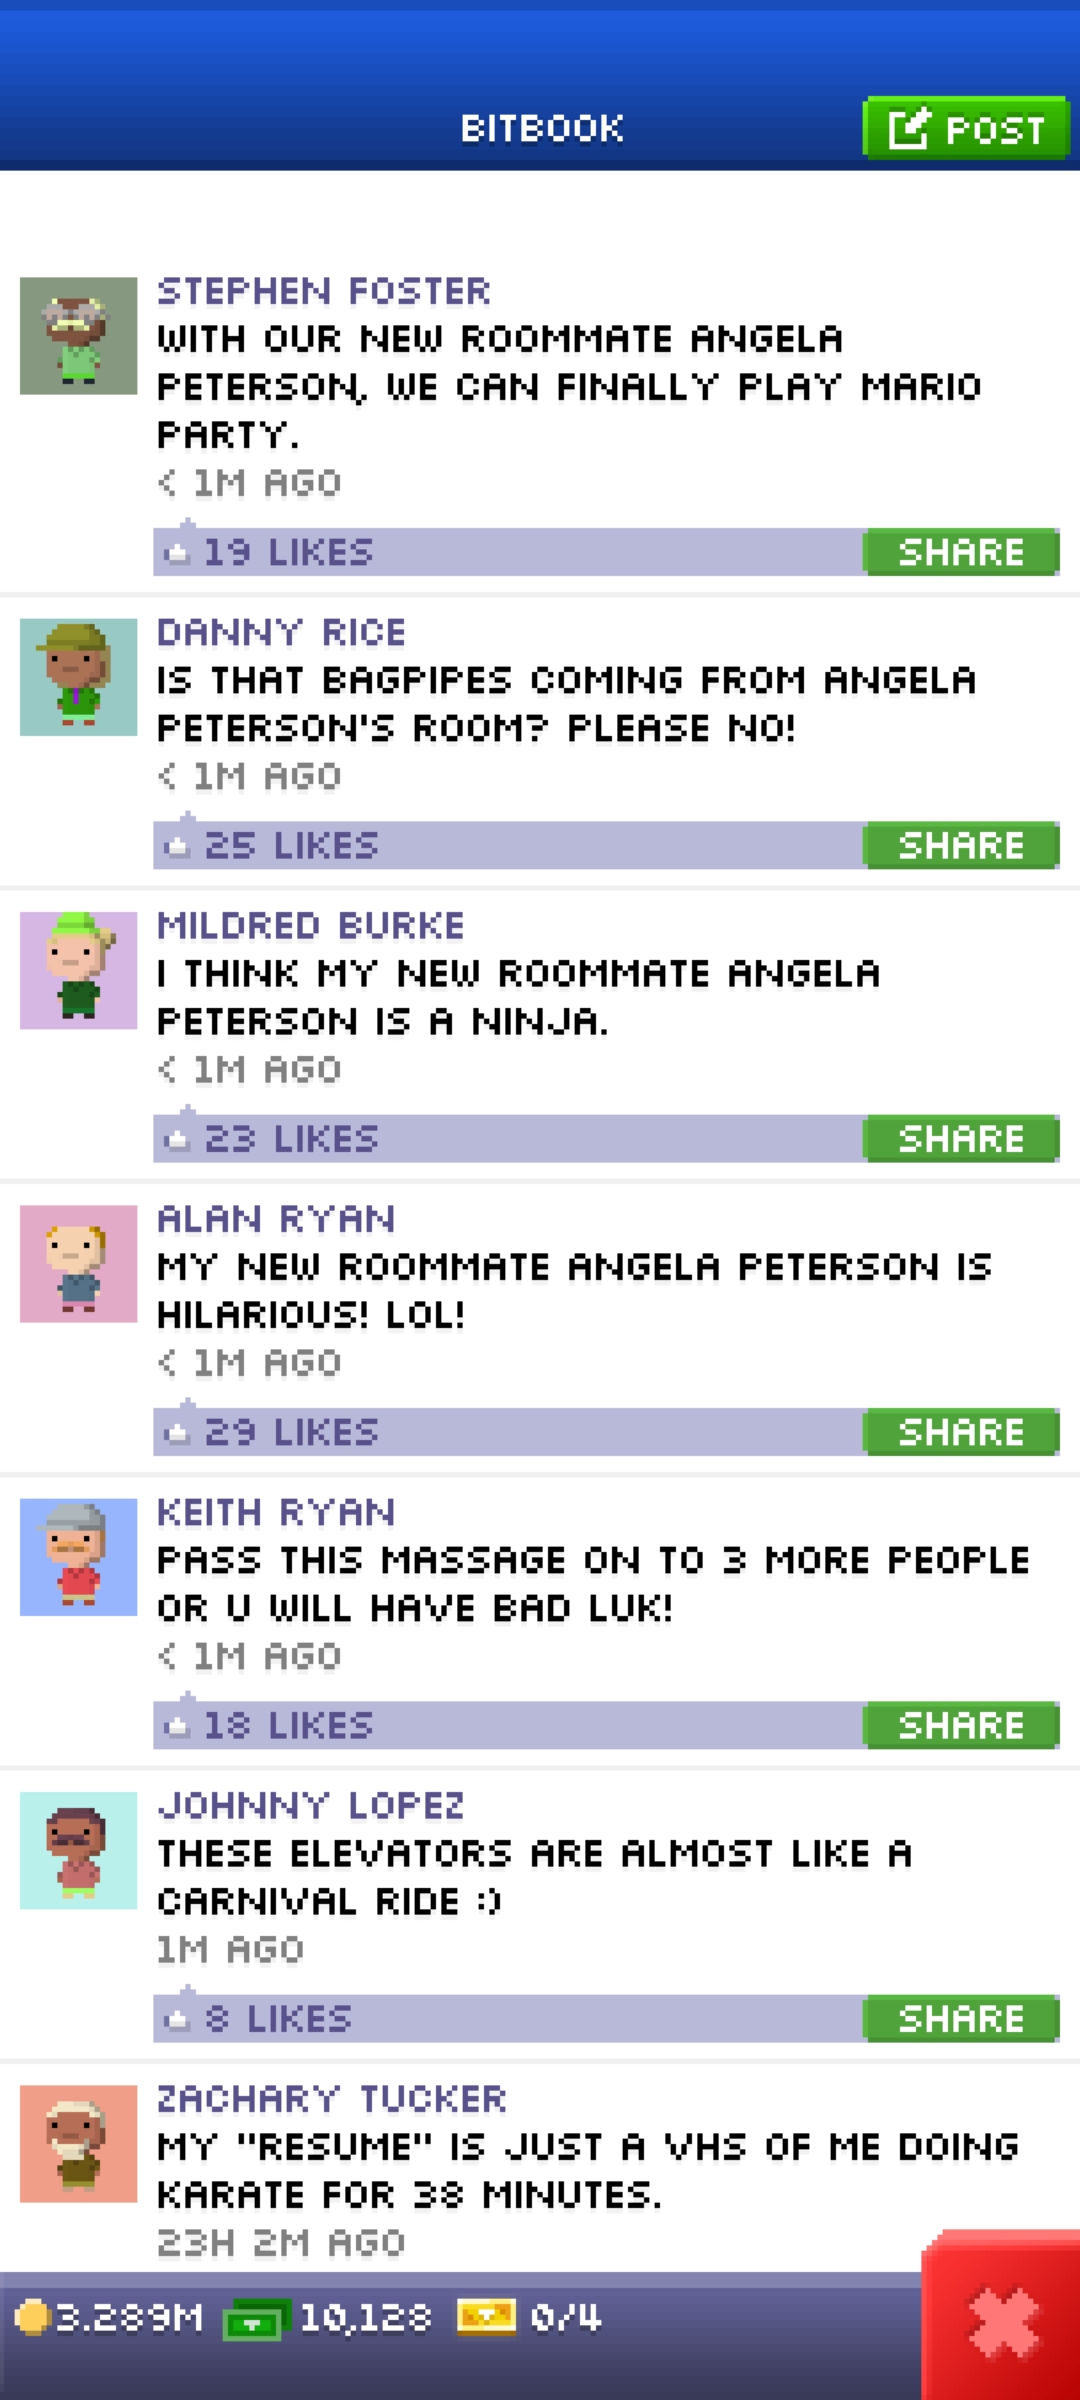 BITBOOK
POST
STEPHEN FOSTER
WITH OUR NEW ROOMMATE ANGELA
PETERSON, WE CAN FINALLY PLAY MARIO
PARTY.
< 1M AGO
19 LIKES
SHARE
DANNY RICE
IS THAT BAGPIPES COMING FROM ANGELA
PETERSON'S ROOM? PLEASE NO!
< 1M AGO
25 LIKES
SHARE
MILDRED BURKE
I THINK MY NEW ROOMMATE ANGELA
PETERSON IS A NINJA.
< 1M AGO
23 LIKES
SHARE
ALAN RYAN
MY NEW ROOMMATE ANGELA PETERSON IS
HILARIOUS! LOL!
< 1M AGO
29 LIKES
SHARE
KEITH RYAN
PASS THIS MASSAGE ON TO 3 MORE PEOPLE
OR U WILL HAVE BAD LUK!
< 1M AGO
18 LIKES
SHARE
JOHNNY LOPEZ
THESE ELEVATORS ARE ALMOST LIKE A
CARNIVAL RIDE :)
1M AGO
8 LIKES
SHARE
ZACHARY TUCKER
MY "RESUME" IS JUST A VHS OF ME DOING
KARATE FOR 38 MINUTES.
23H 2M AGO
3.289M 10,128 0/4